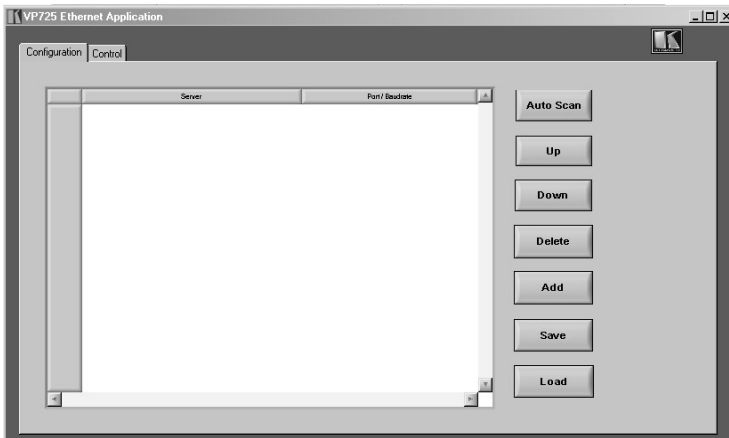 VP725 Ethernet Application
Configuration Control
Server Port / Baudrate
Auto Scan
Up
Down
Delete
Add
Save
Load